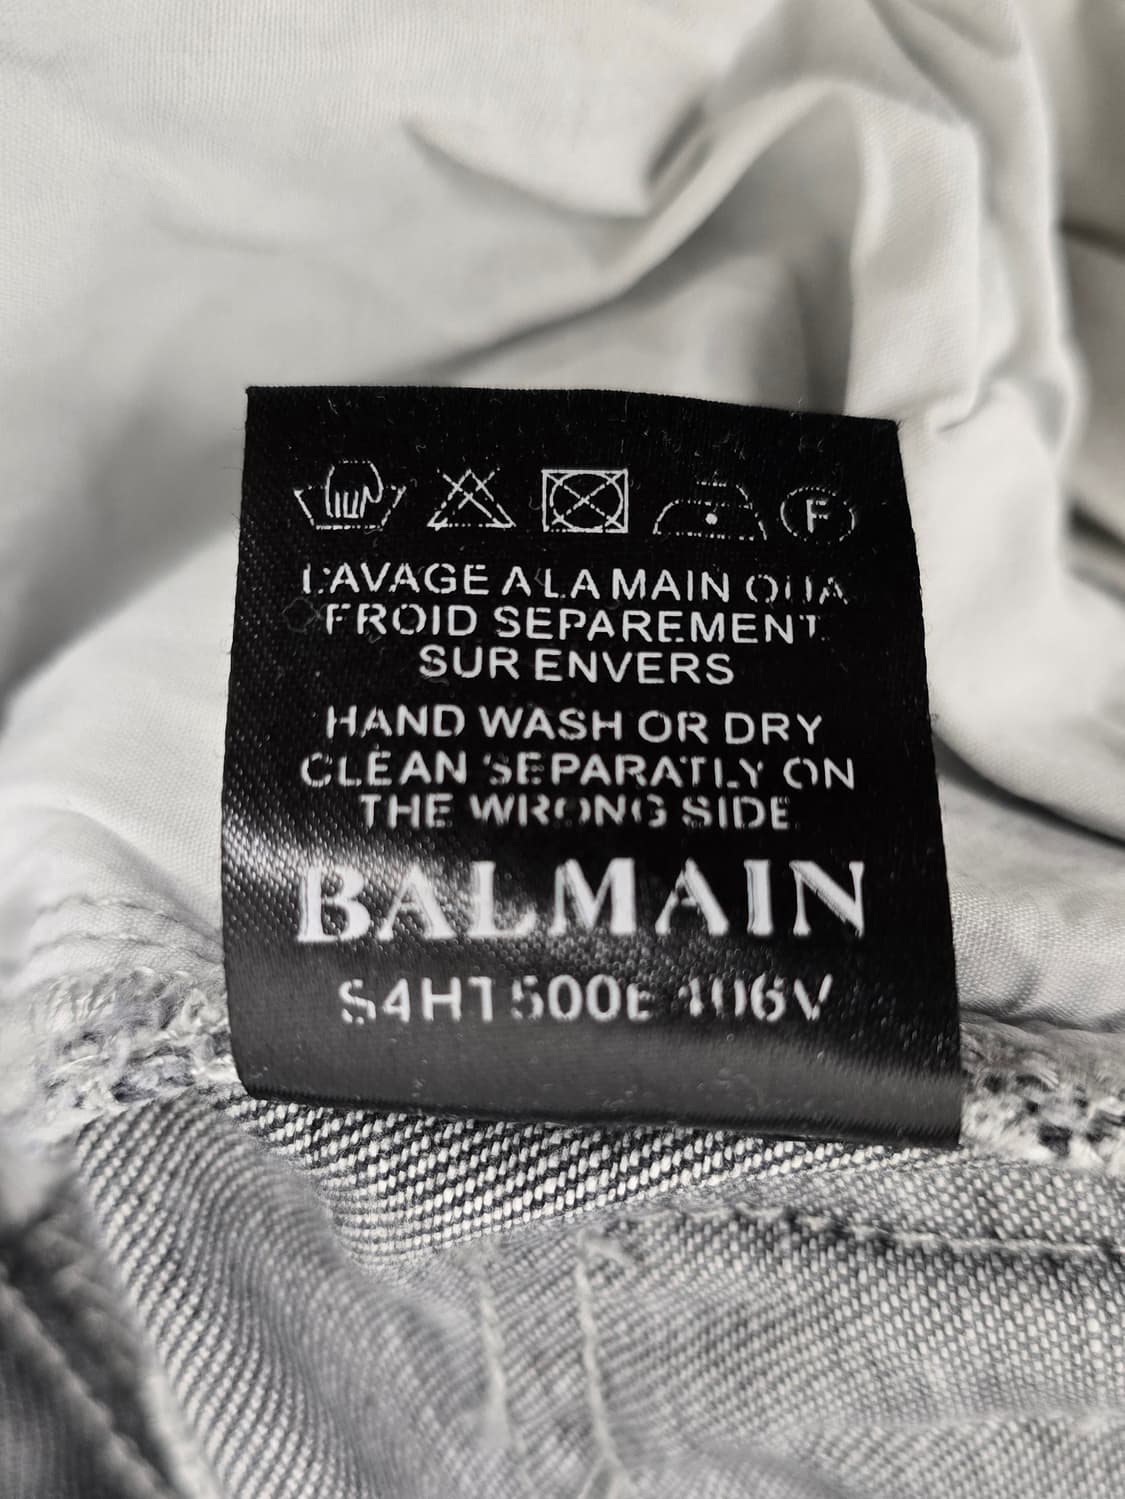 F
LAVAGE A LA MAIN OU A
FROID SEPAREMENT
SUR ENVERS
HAND WASH OR DRY
CLEAN SEPARATLY ON
THE WRONG SIDE
BALMAIN
S4HT500E 406V